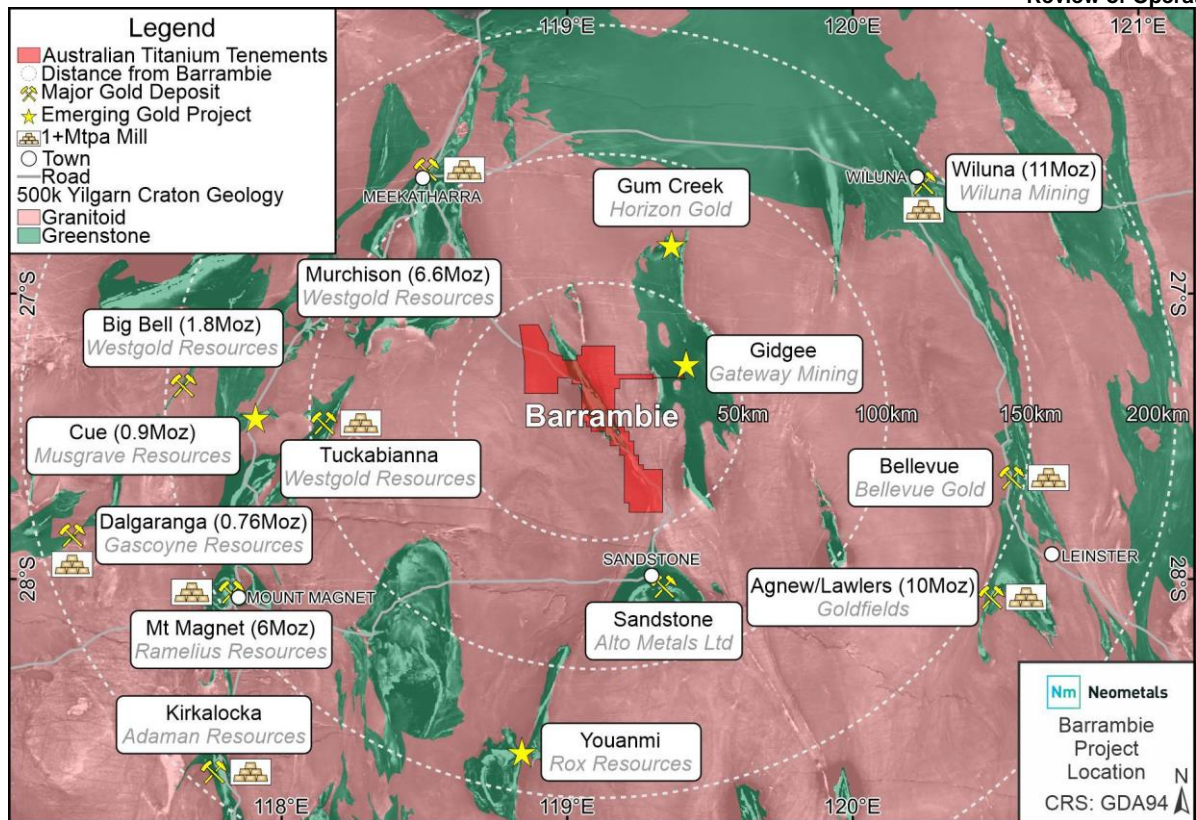 Review of Opera
Legend
Australian Titanium Tenements
Distance from Barrambie
Major Gold Deposit
Emerging Gold Project
1+Mtpa Mill
Town
Road
500k Yilgarn Craton Geology
Granitoid
Greenstone
119°E
120°E
121°E
MEEKATHARRA
Gum Creek
Horizon Gold
WILUNA
Wiluna (11Moz)
Wiluna Mining
27°S
27°S
Murchison (6.6Moz)
Westgold Resources
Big Bell (1.8Moz)
Westgold Resources
Gidgee
Gateway Mining
Barrambie
50km
100km
150km
200km
Cue (0.9Moz)
Musgrave Resources
Tuckabianna
Westgold Resources
Bellevue
Bellevue Gold
Dalgaranga (0.76Moz)
Gascoyne Resources
SANDSTONE
LEINSTER
28°S
28°S
MOUNT MAGNET
Agnew/Lawlers (10Moz)
Goldfields
Sandstone
Alto Metals Ltd
Mt Magnet (6Moz)
Ramelius Resources
Kirkalocka
Adaman Resources
Youanmi
Rox Resources
Nm Neometals
Barrambie
Project
Location
CRS: GDA94
N
118°E
119°E
120°E